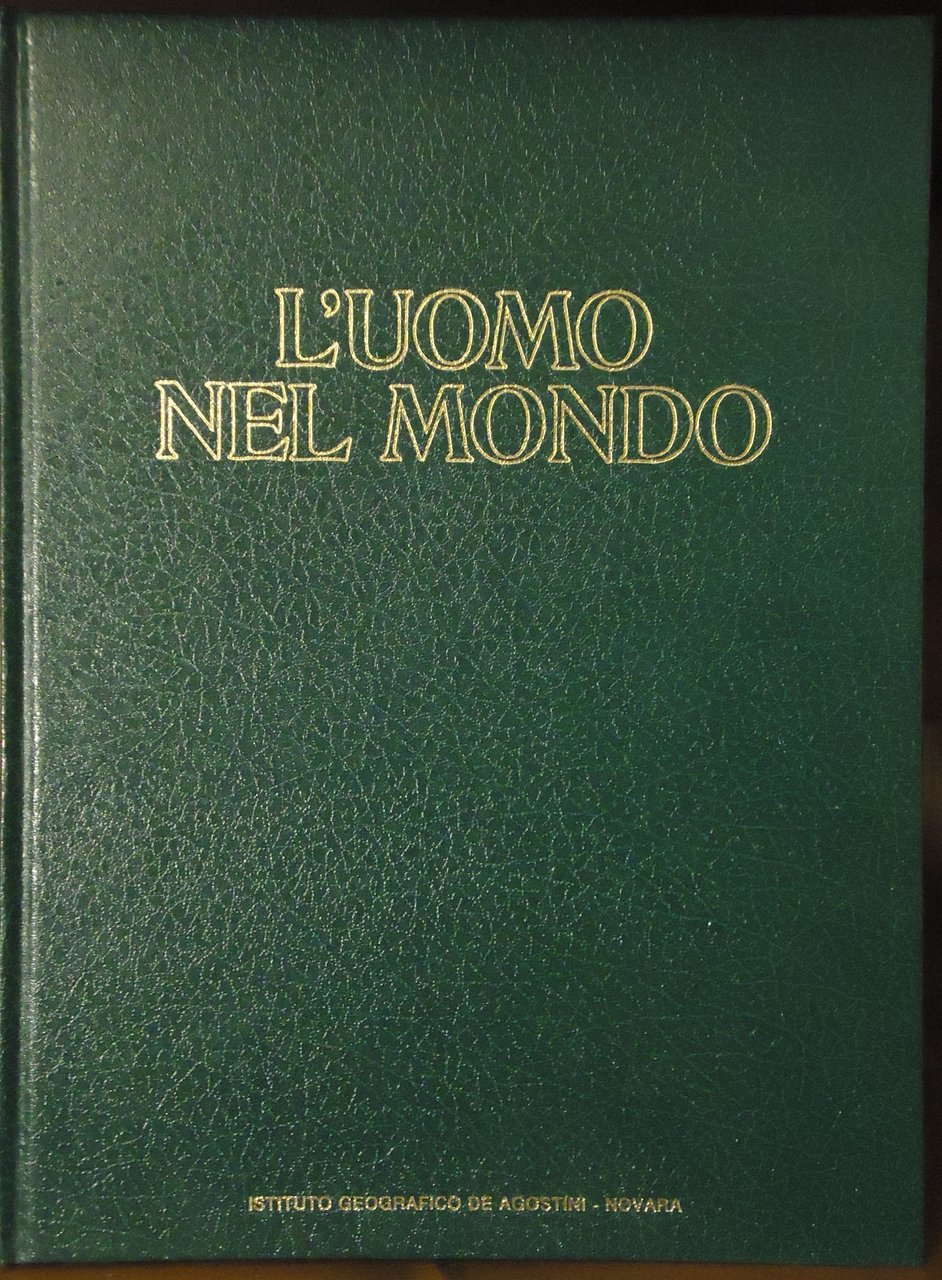 L'UOMO
NEL MONDO
ISTITUTO GEOGRAFICO DE AGOSTINI - NOVARA